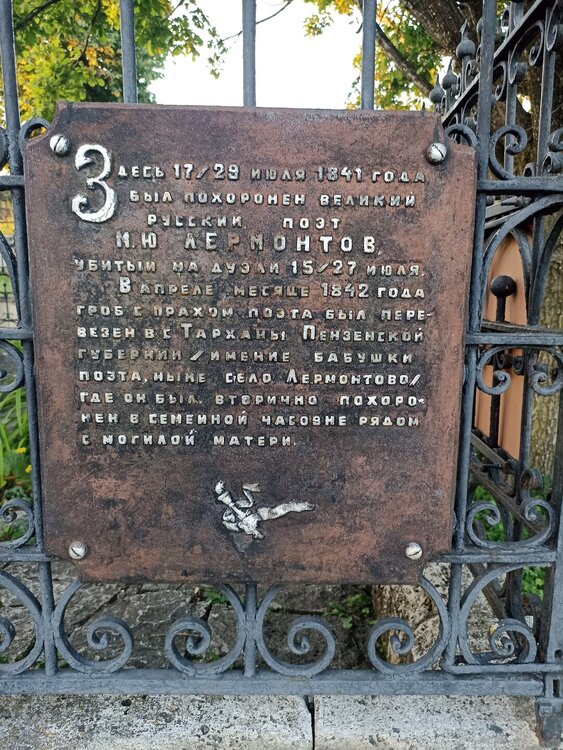 Здесь 17/29 июля 1841 года
был похоронен великий
русский поэт
М.Ю Лермонтов,
убитый на дуэли 15/27 июля.
В апреле месяце 1842 года
гроб с прахом поэта был пере-
везен в с Тарханы Пензенской
губернии/имение бабушки
поэта, ныне село Лермонтово/
где он был вторично похоро-
нен в семейной часовне рядом
с могилой матери.